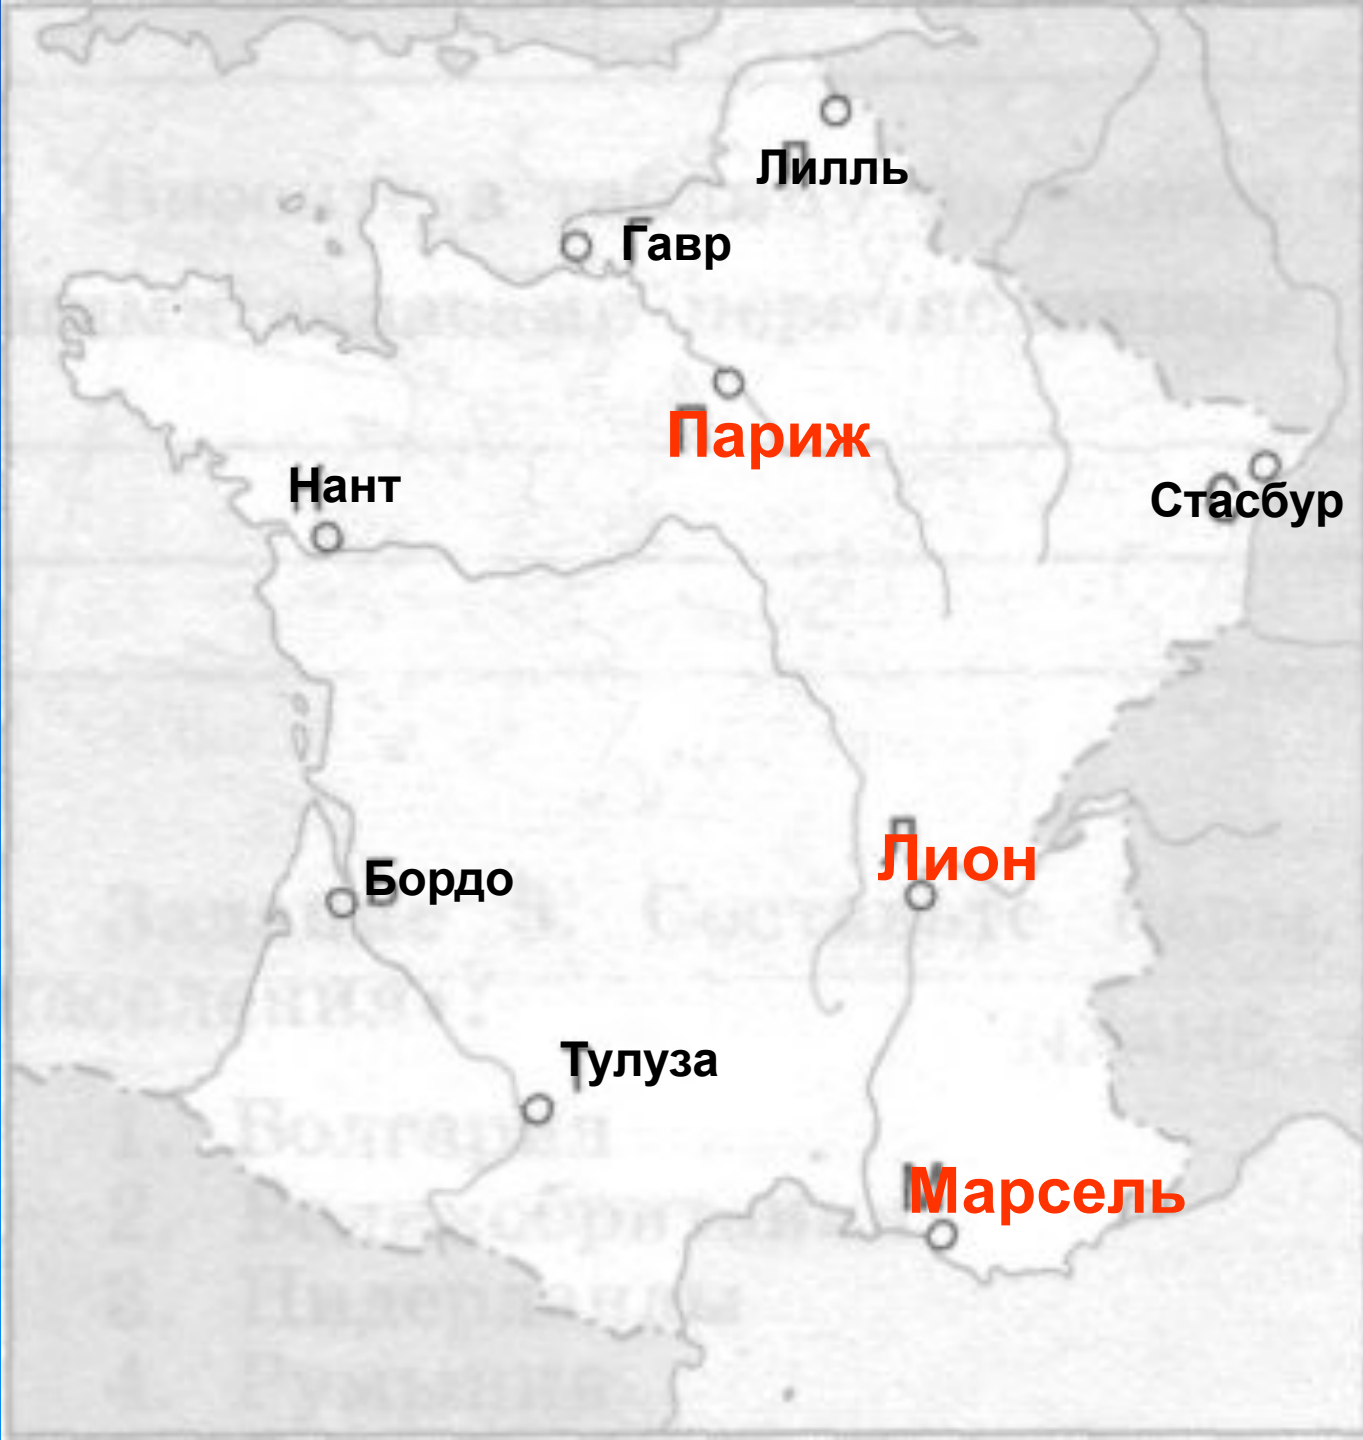 Лилль
Гавр
Париж
Нант
Стасбур
Лион
Бордо
Тулуза
Марсель